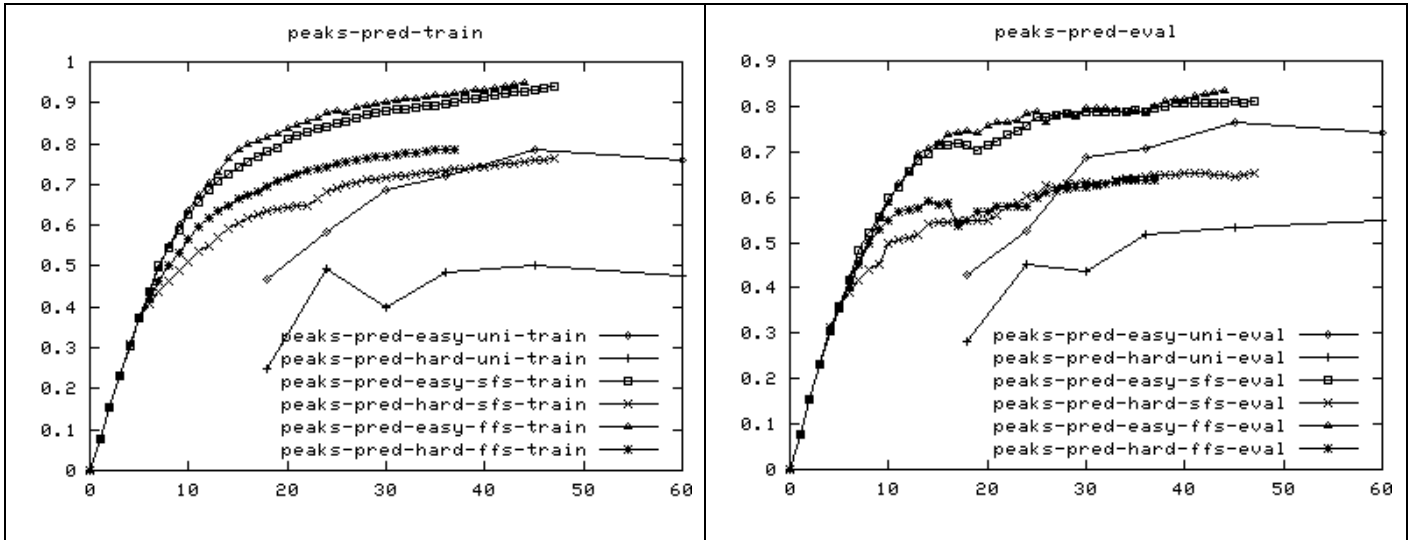 peaks-pred-train
1
0.9
0.8
0.7
0.6
0.5
0.4
0.3
0.2
0.1
0
peaks-pred-easy-uni-train
peaks-pred-hard-uni-train
peaks-pred-easy-sfs-train
peaks-pred-hard-sfs-train
peaks-pred-easy-ffs-train
peaks-pred-hard-ffs-train
0 10 20 30 40 50 60
peaks-pred-eval
0.9
0.8
0.7
0.6
0.5
0.4
0.3
0.2
0.1
0
peaks-pred-easy-uni-eval
peaks-pred-hard-uni-eval
peaks-pred-easy-sfs-eval
peaks-pred-hard-sfs-eval
peaks-pred-easy-ffs-eval
peaks-pred-hard-ffs-eval
0 10 20 30 40 50 60